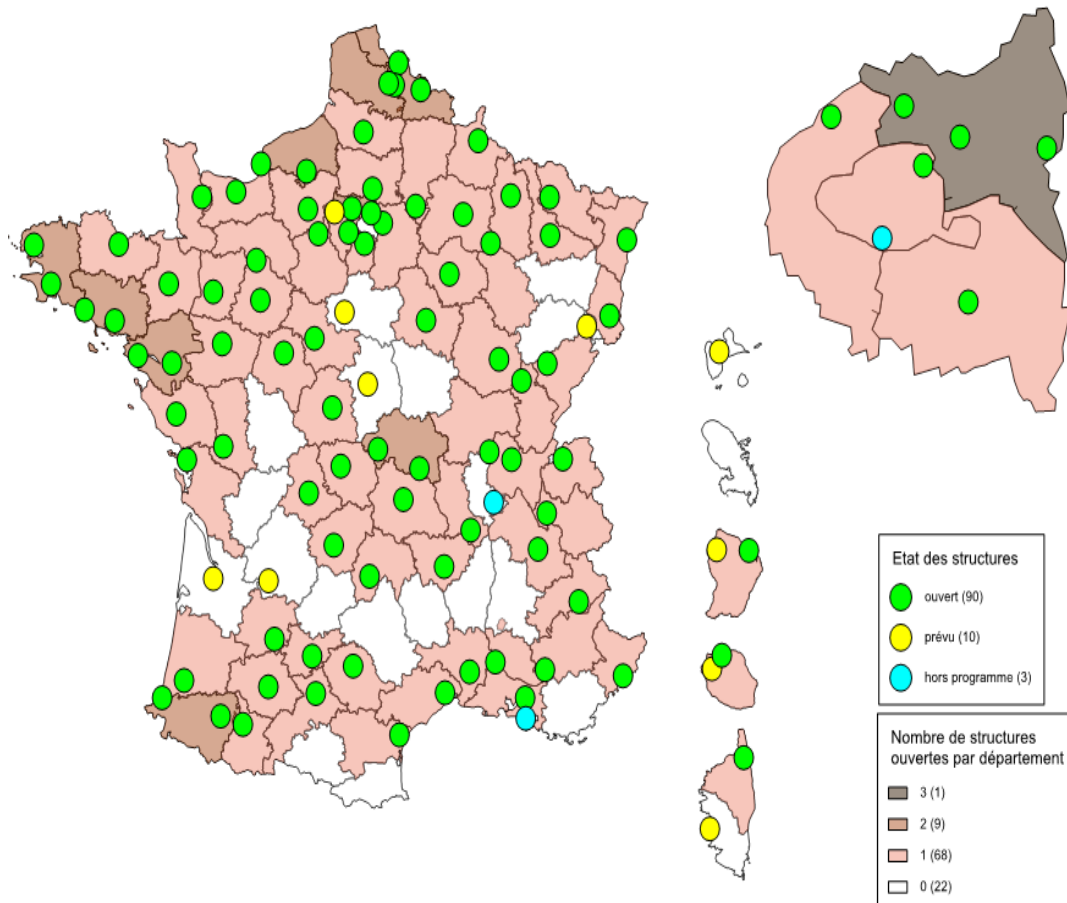 Etat des structures
ouvert (90)
prévu (10)
hors programme (3)
Nombre de structures
ouvertes par département
3 (1)
2 (9)
1 (68)
0 (22)